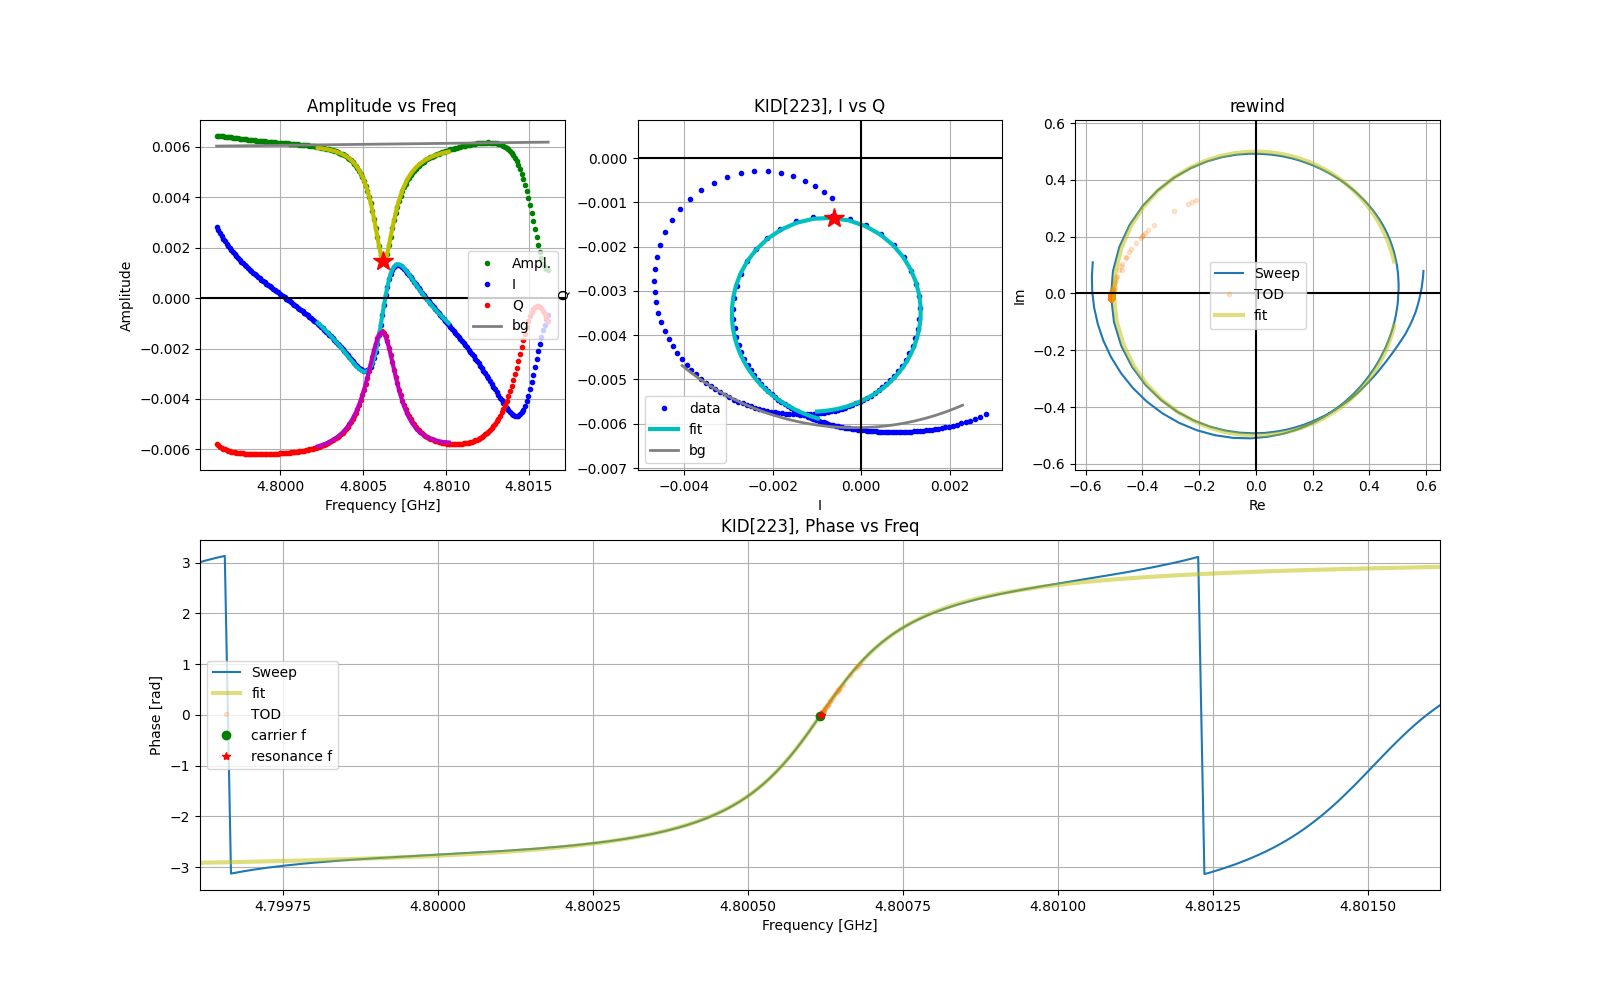 Amplitude vs Freq
Amplitude
0.006
0.004
0.002
0.000
−0.002
−0.004
−0.006
4.8000
4.8005
4.8010
4.8015
Frequency [GHz]
Ampl.
I
Q
bg
KID[223], I vs Q
Q
0.000
−0.001
−0.002
−0.003
−0.004
−0.005
−0.006
−0.007
−0.004
−0.002
0.000
0.002
I
data
fit
bg
rewind
Im
0.6
0.4
0.2
0.0
−0.2
−0.4
−0.6
−0.6
−0.4
−0.2
0.0
0.2
0.4
0.6
Re
Sweep
TOD
fit
KID[223], Phase vs Freq
Phase [rad]
3
2
1
0
−1
−2
−3
4.79975
4.80000
4.80025
4.80050
4.80075
4.80100
4.80125
4.80150
Frequency [GHz]
Sweep
fit
TOD
carrier f
resonance f